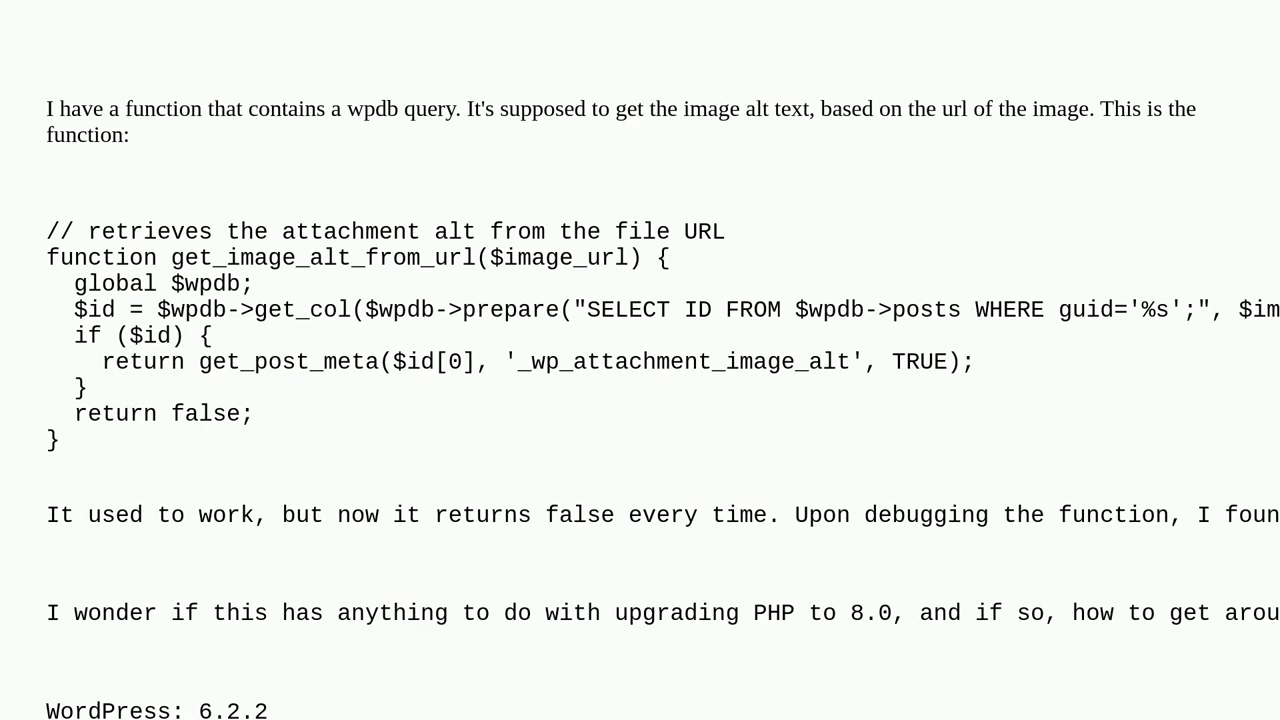 I have a function that contains a wpdb query. It's supposed to get the image alt text, based on the url of the image. This is the
function:
// retrieves the attachment alt from the file URL
function get_image_alt_from_url($image_url) {
  global $wpdb;
  $id = $wpdb->get_col($wpdb->prepare("SELECT ID FROM $wpdb->posts WHERE guid='%s';", $im
  if ($id) {
    return get_post_meta($id[0], '_wp_attachment_image_alt', TRUE);
  }
  return false;
}
It used to work, but now it returns false every time. Upon debugging the function, I foun
I wonder if this has anything to do with upgrading PHP to 8.0, and if so, how to get arou
WordPress: 6.2.2